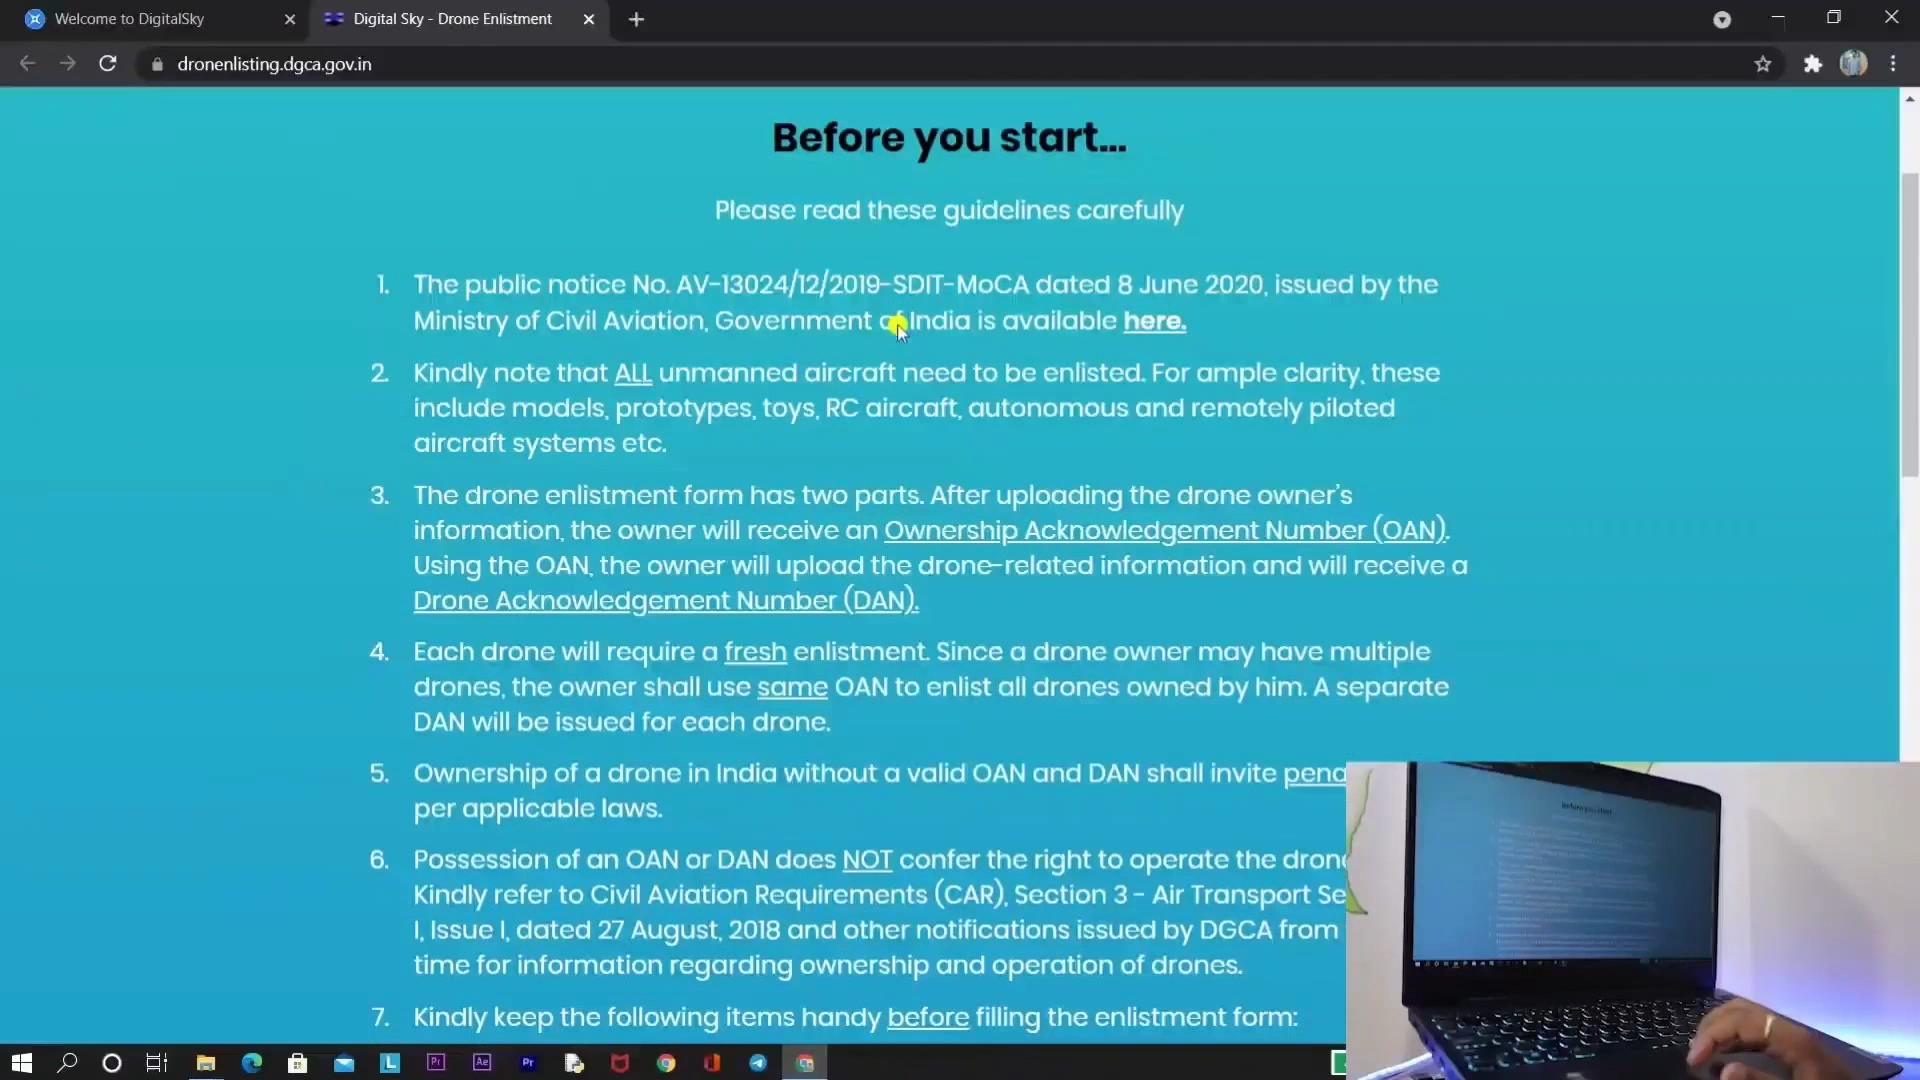 Welcome to DigitalSky
Digital Sky - Drone Enlistment
dronenlisting.dgca.gov.in
Before you start...
Please read these guidelines carefully
1. The public notice No. AV-13024/12/2019-SDIT-MoCA dated 8 June 2020, issued by the
Ministry of Civil Aviation, Government of India is available here.
2. Kindly note that ALL unmanned aircraft need to be enlisted. For ample clarity, these
include models, prototypes, toys, RC aircraft, autonomous and remotely piloted
aircraft systems etc.
3. The drone enlistment form has two parts. After uploading the drone owner's
information, the owner will receive an Ownership Acknowledgement Number (OAN).
Using the OAN, the owner will upload the drone-related information and will receive a
Drone Acknowledgement Number (DAN).
4. Each drone will require a fresh enlistment. Since a drone owner may have multiple
drones, the owner shall use same OAN to enlist all drones owned by him. A separate
DAN will be issued for each drone.
5. Ownership of a drone in India without a valid OAN and DAN shall invite
per applicable laws.
6. Possession of an OAN or DAN does NOT confer the right to operate the
Kindly refer to Civil Aviation Requirements (CAR), Section 3 - Air Transport
I, Issue I, dated 27 August, 2018 and other notifications issued by DGCA from
time for information regarding ownership and operation of drones.
7. Kindly keep the following items handy before filling the enlistment form:
L Pr Ae Pr